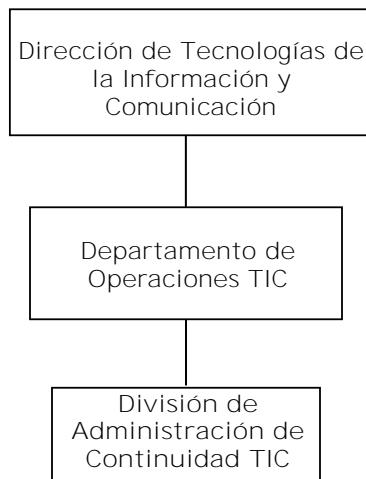 Dirección de Tecnologías de
la Información y
Comunicación
Departamento de
Operaciones TIC
División de
Administración de
Continuidad TIC